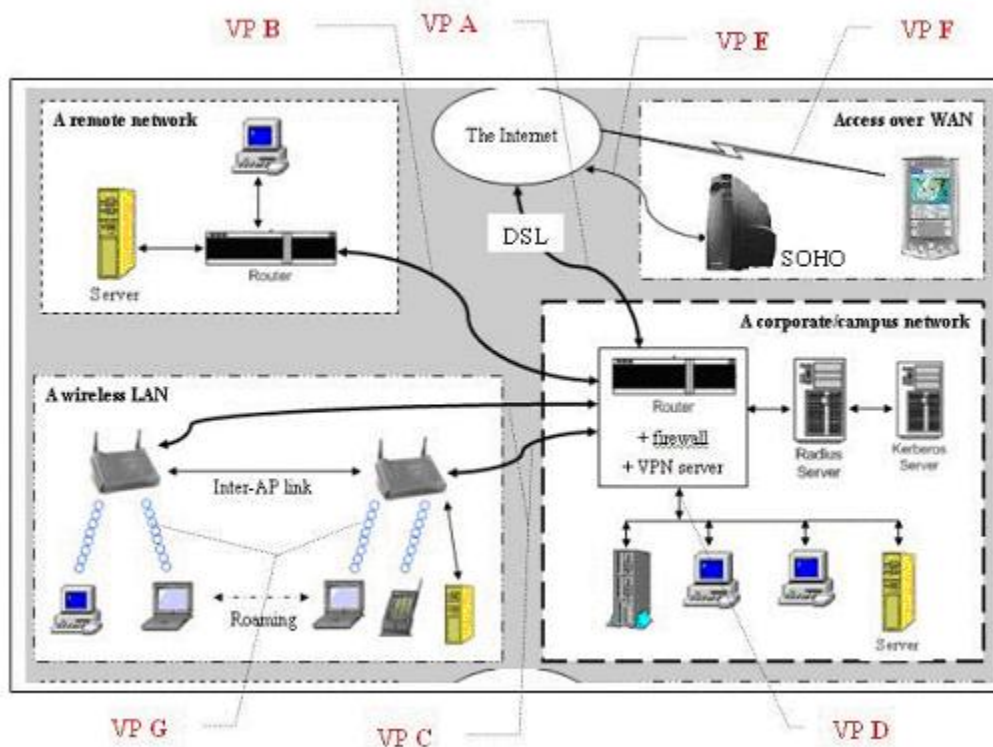 VP B
VP A
VP E
VP F
A remote network
The Internet
Access over WAN
DSL
SOHO
Router
Server
A corporate/campus network
A wireless LAN
Router
+ firewall
+ VPN server
Radius
Server
Kerberos
Server
Inter-AP link
Roaming
Server
VP G
VP C
VP D